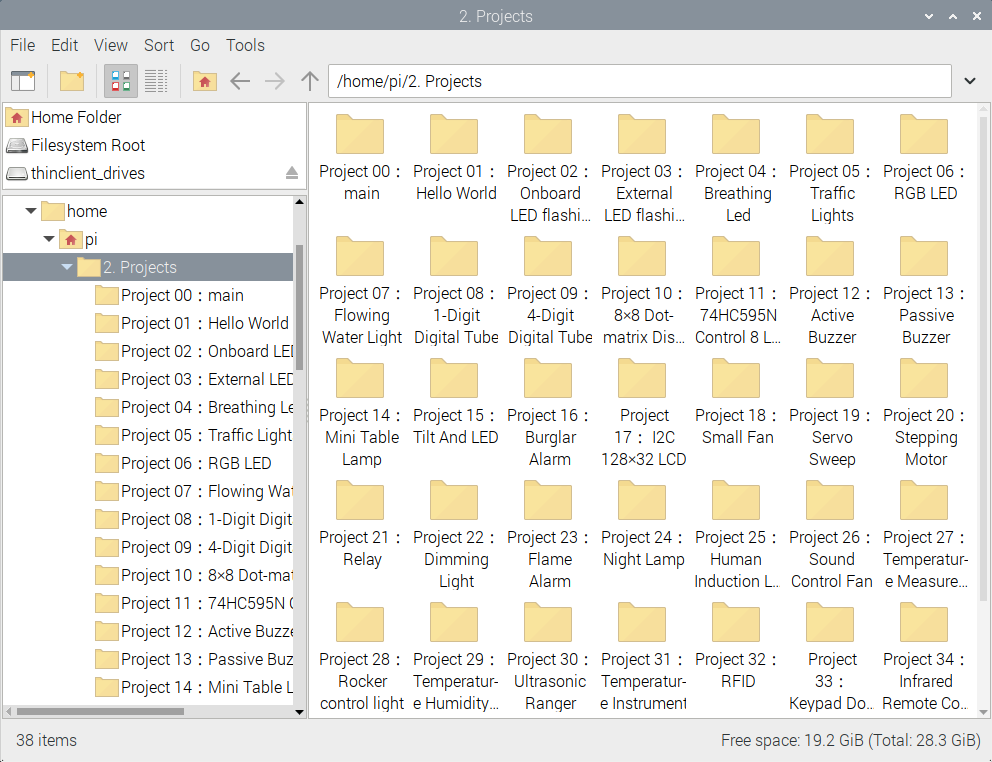 2. Projects
File Edit View Sort Go Tools
/home/pi/2. Projects
Home Folder
Filesystem Root
thinclient_drives
home
pi
2. Projects
Project 00：main
Project 01：Hello World
Project 02：Onboard LED
Project 03：External LED
Project 04：Breathing Le
Project 05：Traffic Light
Project 06：RGB LED
Project 07：Flowing Wat
Project 08：1-Digit Digit
Project 09：4-Digit Digit
Project 10：8×8 Dot-mat
Project 11：74HC595N C
Project 12：Active Buzze
Project 13：Passive Buz
Project 14：Mini Table L
Project 00：
main
Project 01：
Hello World
Project 02：
Onboard
LED flashi...
Project 03：
External
LED flashi...
Project 04：
Breathing
Led
Project 05：
Traffic
Lights
Project 06：
RGB LED
Project 07：
Flowing
Water Light
Project 08：
1-Digit
Digital Tube
Project 09：
4-Digit
Digital Tube
Project 10：
8×8 Dot-
matrix Dis...
Project 11：
74HC595N
Control 8 L...
Project 12：
Active
Buzzer
Project 13：
Passive
Buzzer
Project 14：
Mini Table
Lamp
Project 15：
Tilt And LED
Project 16：
Burglar
Alarm
Project
17： I2C
128×32 LCD
Project 18：
Small Fan
Project 19：
Servo
Sweep
Project 20：
Stepping
Motor
Project 21：
Relay
Project 22：
Dimming
Light
Project 23：
Flame
Alarm
Project 24：
Night Lamp
Project 25：
Human
Induction L...
Project 26：
Sound
Control Fan
Project 27：
Temperatur-
e Measure...
Project 28：
Rocker
control light
Project 29：
Temperatur-
e Humidity...
Project 30：
Ultrasonic
Ranger
Project 31：
Temperatur-
e Instrument
Project 32：
RFID
Project
33：
Keypad Do...
Project 34：
Infrared
Remote Co...
38 items
Free space: 19.2 GiB (Total: 28.3 GiB)